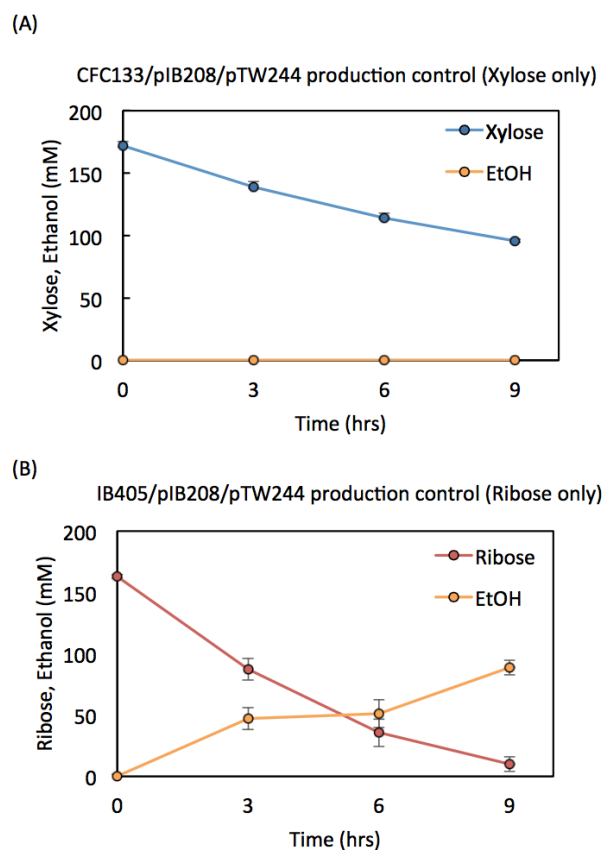 (A)
CFC133/pIB208/pTW244 production control (Xylose only)
Xylose, Ethanol (mM)
200
150
100
50
0
Xylose
EtOH
0 3 6 9
Time (hrs)
(B)
IB405/pIB208/pTW244 production control (Ribose only)
Ribose, Ethanol (mM)
200
150
100
50
0
Ribose
EtOH
0 3 6 9
Time (hrs)